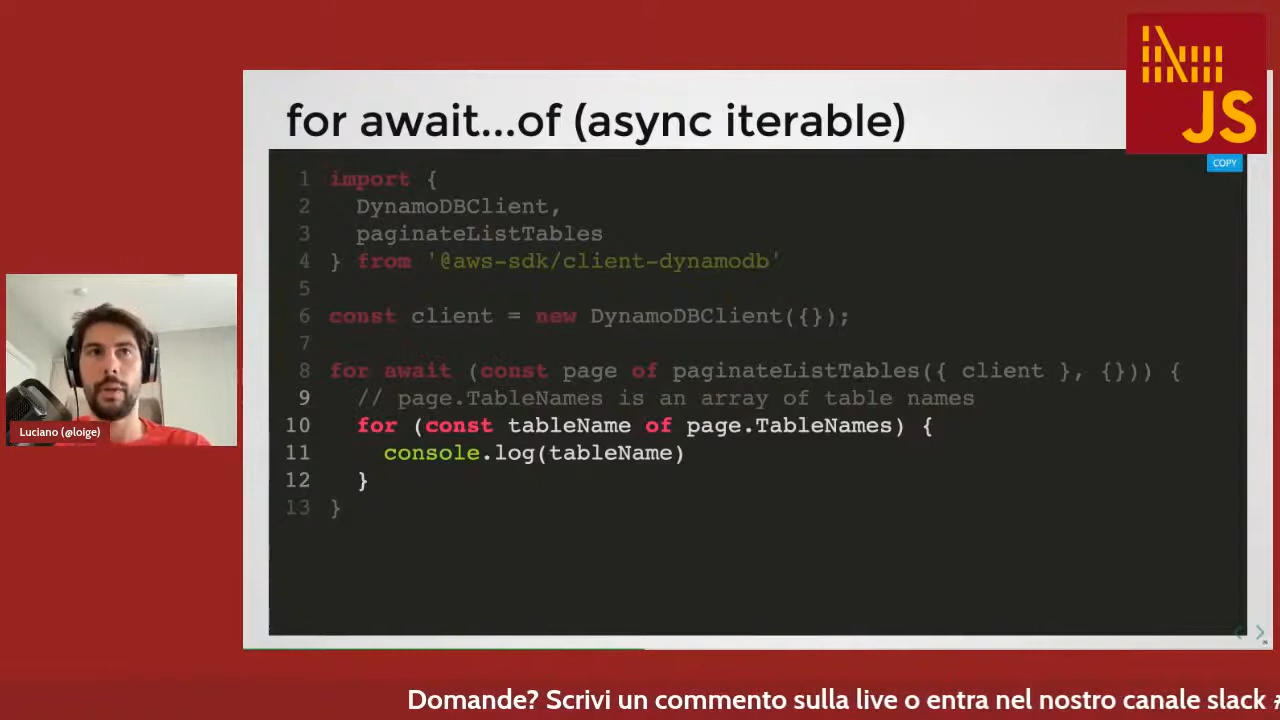 JS
for await...of (async iterable)
COPY
1 import {
2 DynamoDBClient,
3 paginateListTables
4 } from '@aws-sdk/client-dynamodb'
5
6 const client = new DynamoDBClient({});
7
8 for await (const page of paginateListTables({ client }, {})) {
9 // page.TableNames is an array of table names
10 for (const tableName of page.TableNames) {
11 console.log(tableName)
12 }
13 }
Luciano (@loige)
Domande? Scrivi un commento sulla live o entra nel nostro canale slack #